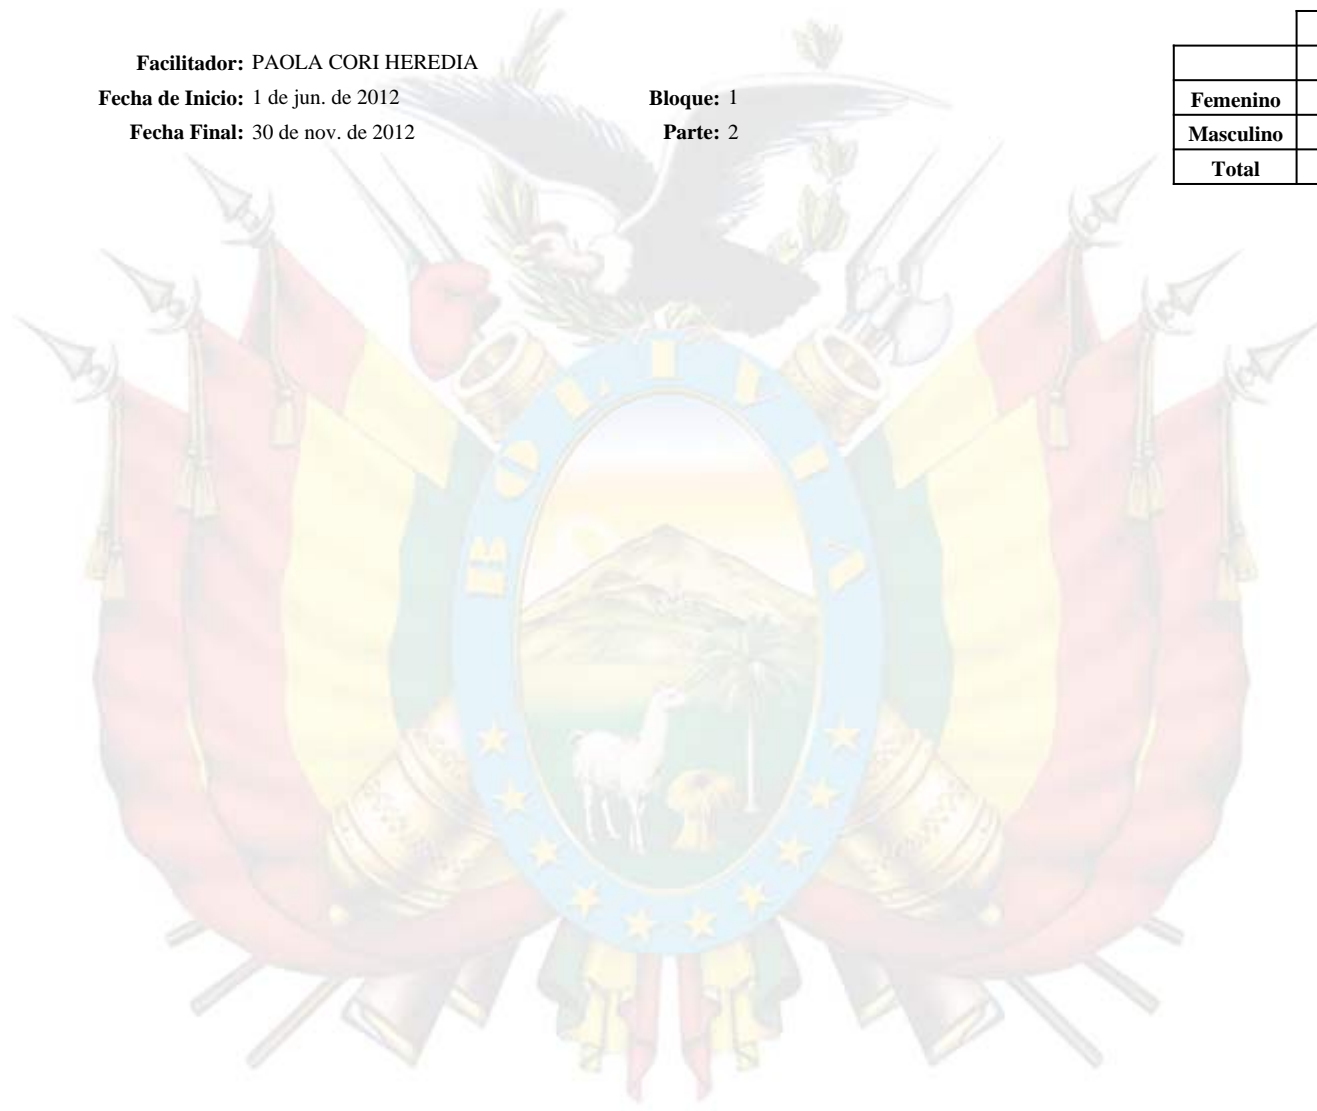 Facilitador: PAOLA CORI HEREDIA
Fecha de Inicio: 1 de jun. de 2012 Bloque: 1
Fecha Final: 30 de nov. de 2012 Parte: 2
Femenino
Masculino
Total
BOLIVIA